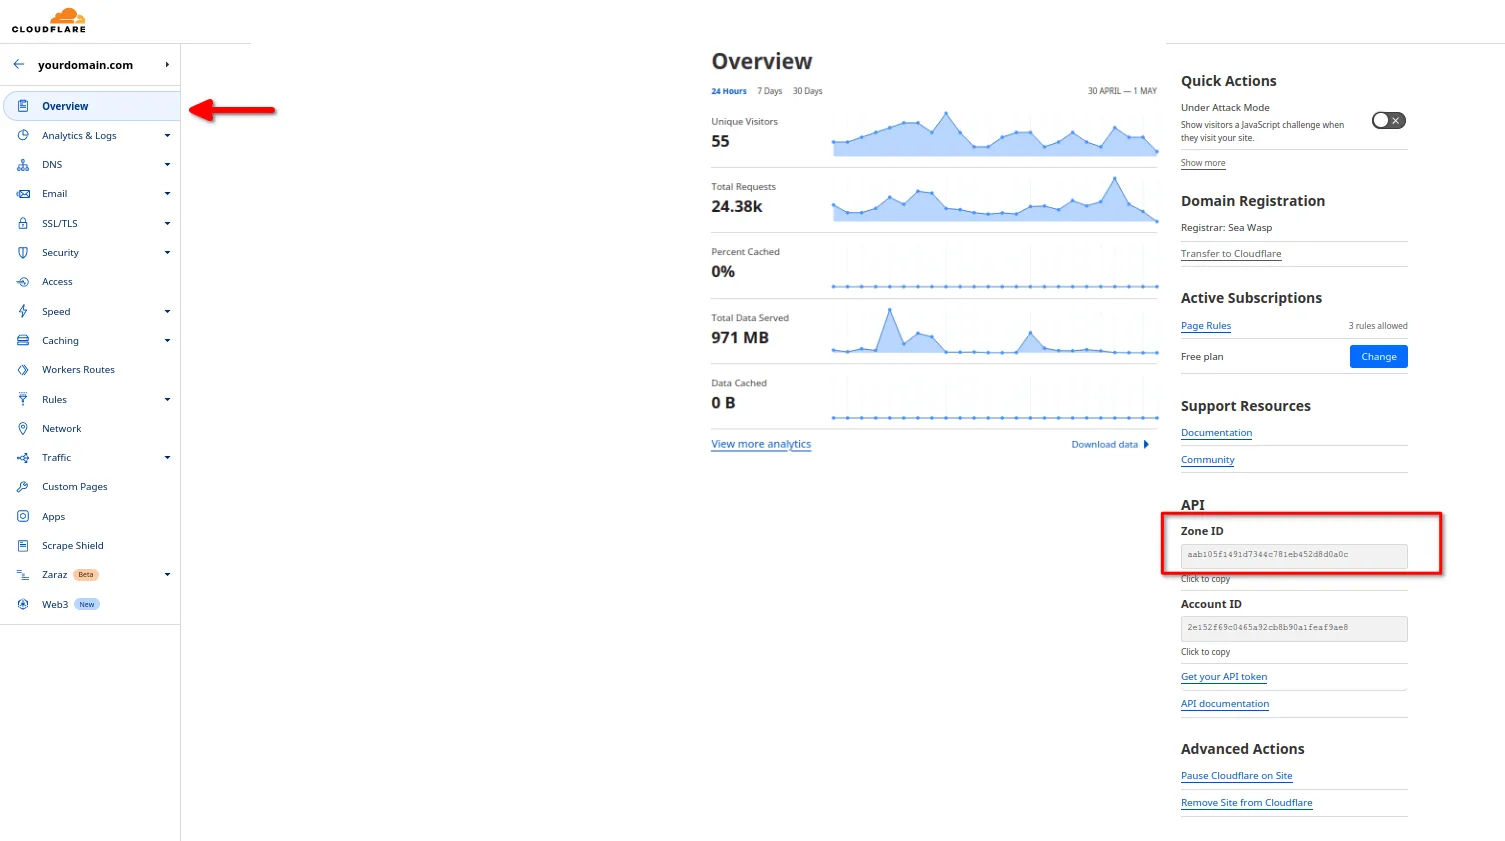 CLOUDFLARE
yourdomain.com
Overview
Analytics & Logs
DNS
Email
SSL/TLS
Security
Access
Speed
Caching
Workers Routes
Rules
Network
Traffic
Custom Pages
Apps
Scrape Shield
Zaraz Beta
Web3 New
Overview
24 Hours 7 Days 30 Days 30 APRIL — 1 MAY
Unique Visitors
55
Total Requests
24.38k
Percent Cached
0%
Total Data Served
971 MB
Data Cached
0 B
View more analytics Download data
Quick Actions
Under Attack Mode
Show visitors a JavaScript challenge when
they visit your site.
Show more
Domain Registration
Registrar: Sea Wasp
Transfer to Cloudflare
Active Subscriptions
Page Rules 3 rules allowed
Free plan Change
Support Resources
Documentation
Community
API
Zone ID
aab105f1491d7344c781eb452d8d0a0c
Click to copy
Account ID
2e152f69c0465a92cb8b90a1feaf9ae8
Click to copy
Get your API token
API documentation
Advanced Actions
Pause Cloudflare on Site
Remove Site from Cloudflare